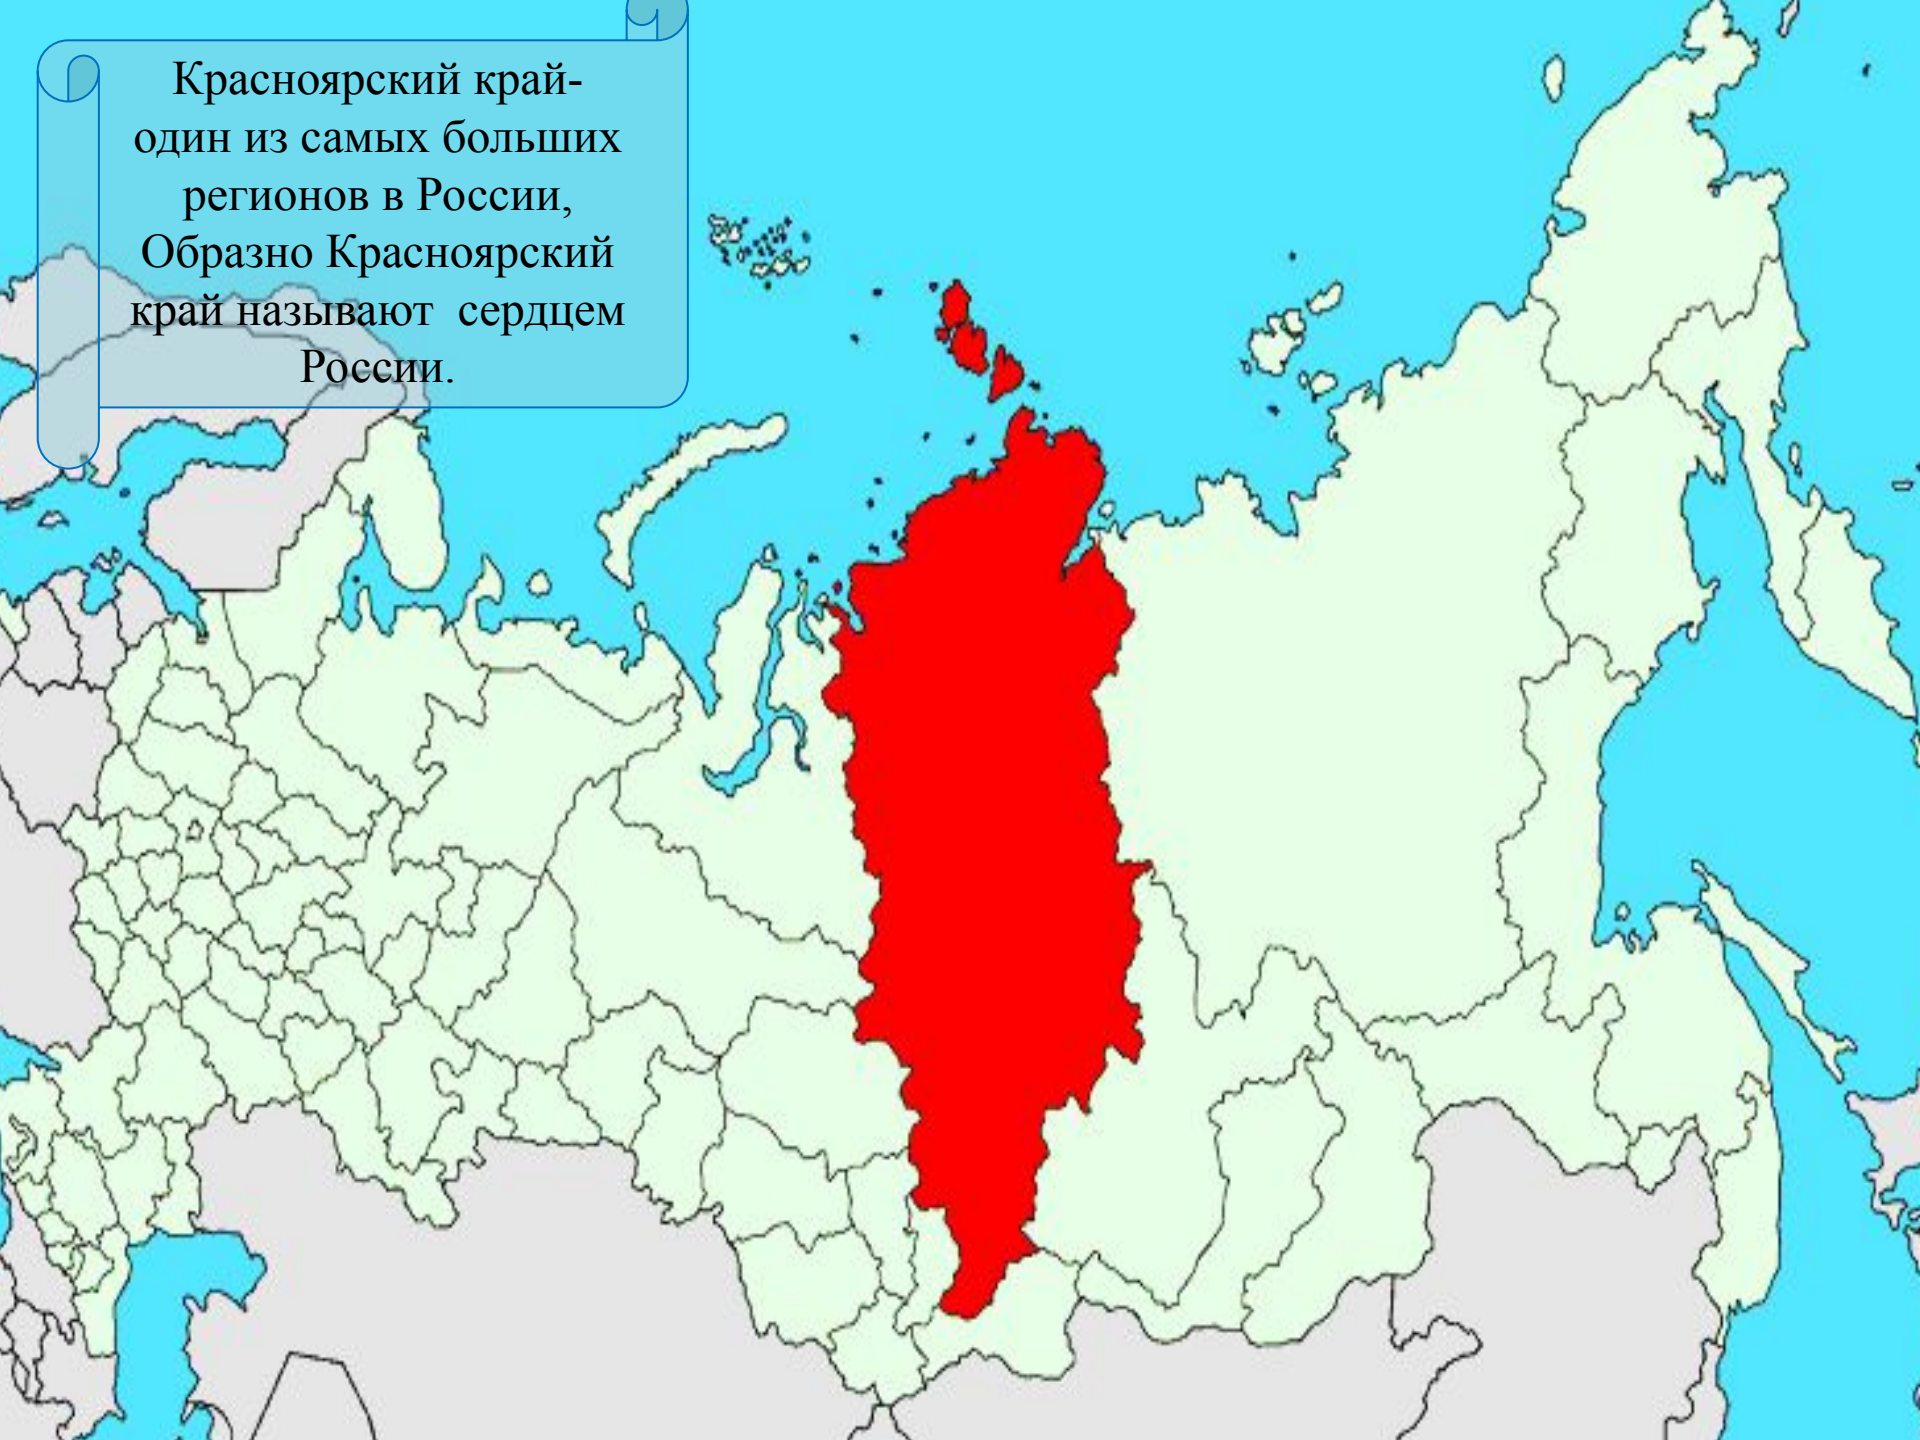 Красноярский край-
один из самых больших
регионов в России,
Образно Красноярский
край называют  сердцем
России.